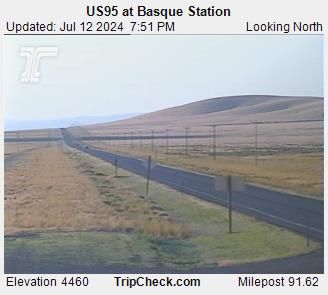 US95 at Basque Station
Updated: Jul 12 2024 7:51 PM Looking North
Elevation 4460 TripCheck.com Milepost 91.62